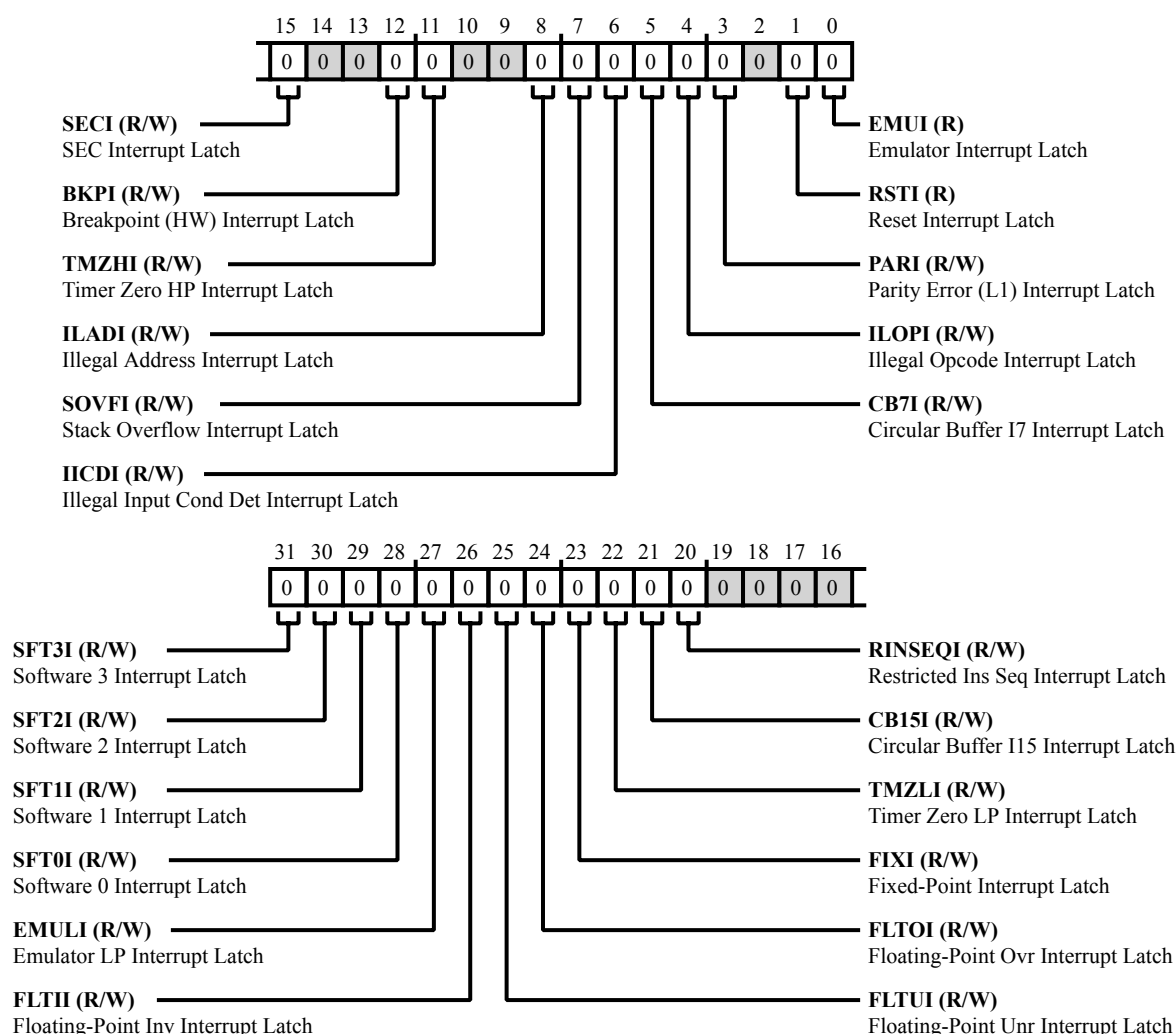 15 14 13 12 11 10 9 8 7 6 5 4 3 2 1 0
0 0 0 0 0 0 0 0 0 0 0 0 0 0 0 0
SECI (R/W)
SEC Interrupt Latch
BKPI (R/W)
Breakpoint (HW) Interrupt Latch
TMZHI (R/W)
Timer Zero HP Interrupt Latch
ILADI (R/W)
Illegal Address Interrupt Latch
SOVFI (R/W)
Stack Overflow Interrupt Latch
IICDI (R/W)
Illegal Input Cond Det Interrupt Latch
EMUI (R)
Emulator Interrupt Latch
RSTI (R)
Reset Interrupt Latch
PARI (R/W)
Parity Error (L1) Interrupt Latch
ILOPI (R/W)
Illegal Opcode Interrupt Latch
CB7I (R/W)
Circular Buffer I7 Interrupt Latch
31 30 29 28 27 26 25 24 23 22 21 20 19 18 17 16
0 0 0 0 0 0 0 0 0 0 0 0 0 0 0 0
SFT3I (R/W)
Software 3 Interrupt Latch
SFT2I (R/W)
Software 2 Interrupt Latch
SFT1I (R/W)
Software 1 Interrupt Latch
SFT0I (R/W)
Software 0 Interrupt Latch
EMULI (R/W)
Emulator LP Interrupt Latch
FLTII (R/W)
Floating-Point Inv Interrupt Latch
RINSEQI (R/W)
Restricted Ins Seq Interrupt Latch
CB15I (R/W)
Circular Buffer I15 Interrupt Latch
TMZLI (R/W)
Timer Zero LP Interrupt Latch
FIXI (R/W)
Fixed-Point Interrupt Latch
FLTOI (R/W)
Floating-Point Ovr Interrupt Latch
FLTUI (R/W)
Floating-Point Unr Interrupt Latch